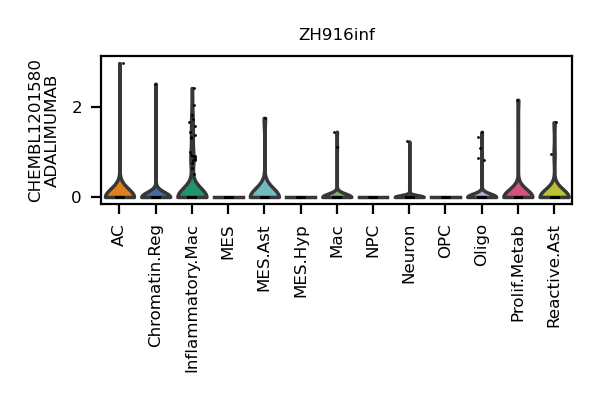 ZH916inf
CHEMBL1201580
ADALIMUMAB
2
0
AC
Chromatin.Reg
Inflammatory.Mac
MES
MES.Ast
MES.Hyp
Mac
NPC
Neuron
OPC
Oligo
Prolif.Metab
Reactive.Ast